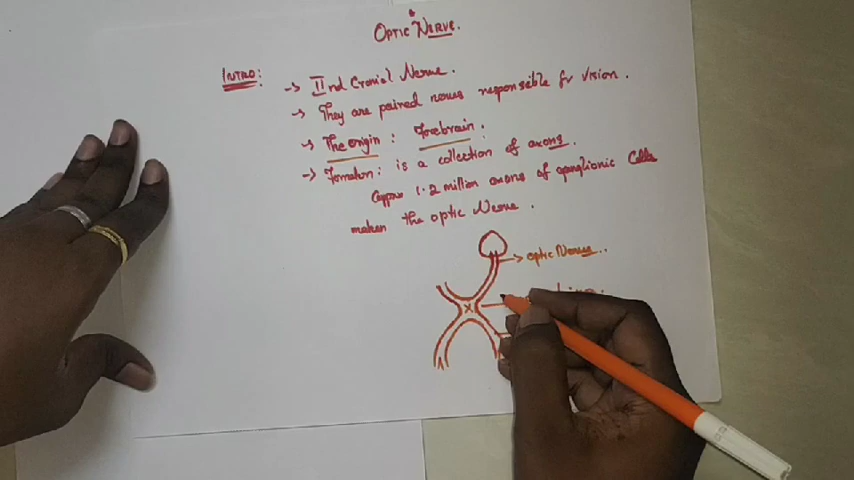 OPTIC NERVE.
INTRO:
-> IInd Cranial Nerve.
-> They are paired nerves responsible for vision.
-> The origin: Forebrain.
-> Formation: is a collection of axons.
1.2 million axons of ganglionic Cells
makes the optic Nerve.
-> optic Nerve.